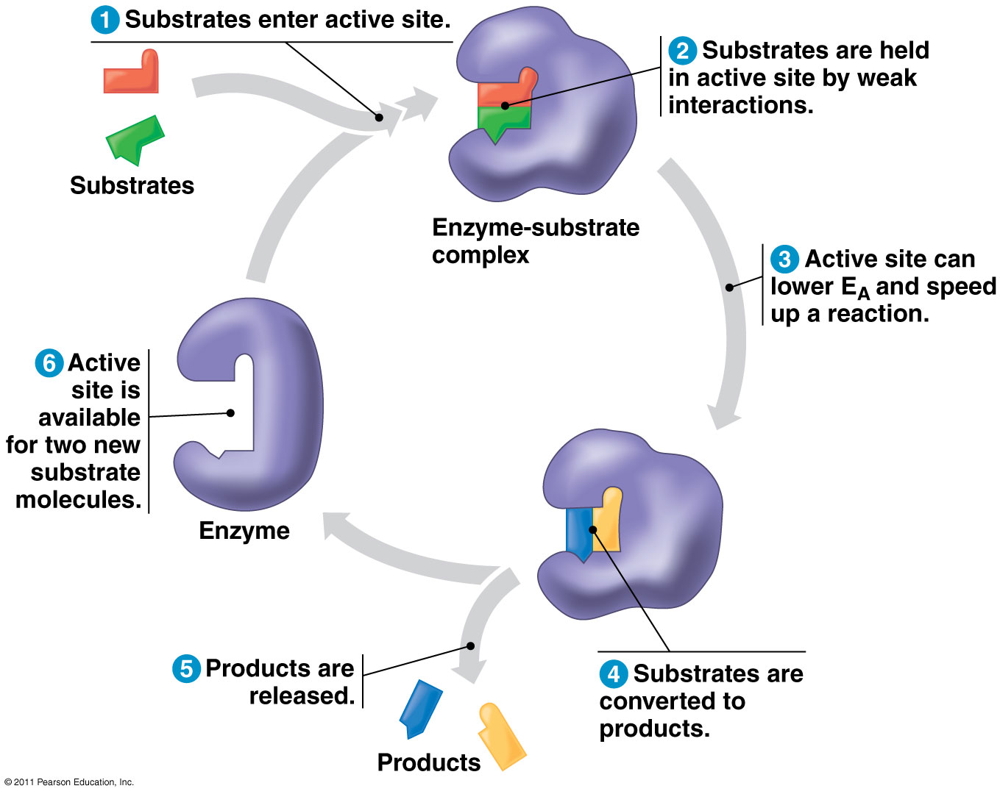 1 Substrates enter active site.
2 Substrates are held
in active site by weak
interactions.
Substrates
Enzyme-substrate
complex
3 Active site can
lower EA and speed
up a reaction.
6 Active
site is
available
for two new
substrate
molecules.
Enzyme
5 Products are
released.
4 Substrates are
converted to
products.
Products
© 2011 Pearson Education, Inc.